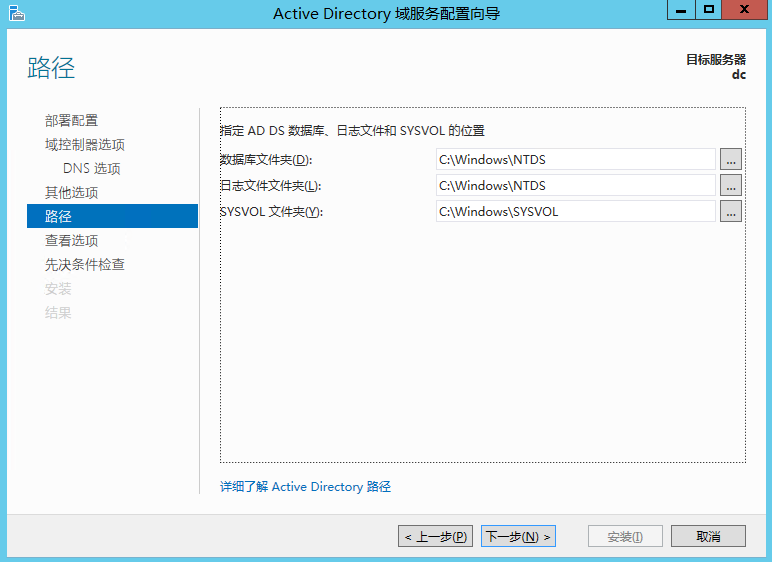 Active Directory 域服务配置向导
路径
目标服务器
dc
部署配置
域控制器选项
DNS 选项
其他选项
路径
查看选项
先决条件检查
安装
结果
指定 AD DS 数据库、日志文件和 SYSVOL 的位置
数据库文件夹(D): C:\Windows\NTDS ...
日志文件文件夹(L): C:\Windows\NTDS ...
SYSVOL 文件夹(Y): C:\Windows\SYSVOL ...
详细了解 Active Directory 路径
< 上一步(P) 下一步(N) > 安装(I) 取消